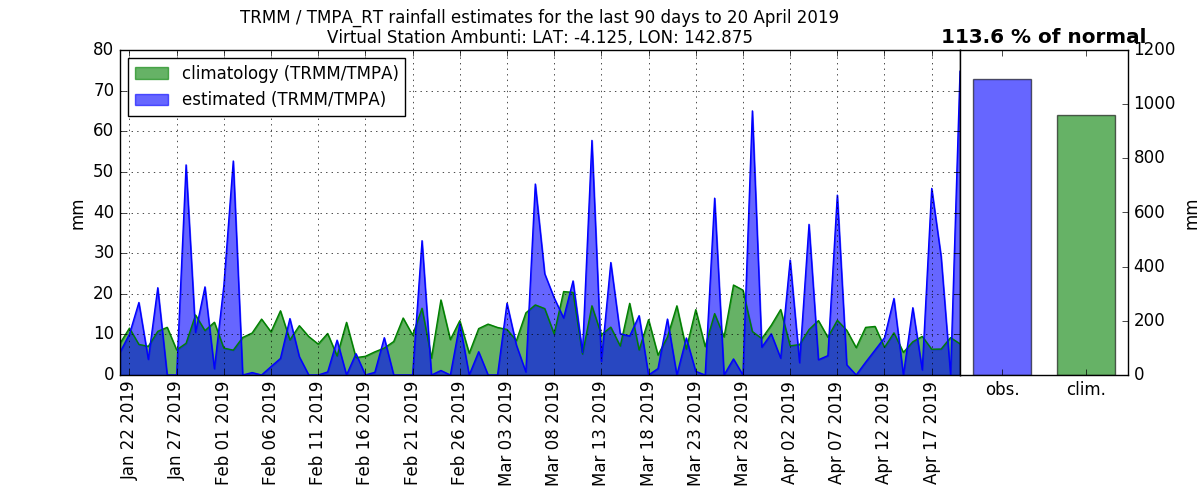 TRMM / TMPA_RT rainfall estimates for the last 90 days to 20 April 2019
Virtual Station Ambunti: LAT: -4.125, LON: 142.875
113.6 % of normal
climatology (TRMM/TMPA)
estimated (TRMM/TMPA)
mm
80
70
60
50
40
30
20
10
0
Jan 22 2019
Jan 27 2019
Feb 01 2019
Feb 06 2019
Feb 11 2019
Feb 16 2019
Feb 21 2019
Feb 26 2019
Mar 03 2019
Mar 08 2019
Mar 13 2019
Mar 18 2019
Mar 23 2019
Mar 28 2019
Apr 02 2019
Apr 07 2019
Apr 12 2019
Apr 17 2019
obs.
clim.
1200
1000
800
600
400
200
0
mm